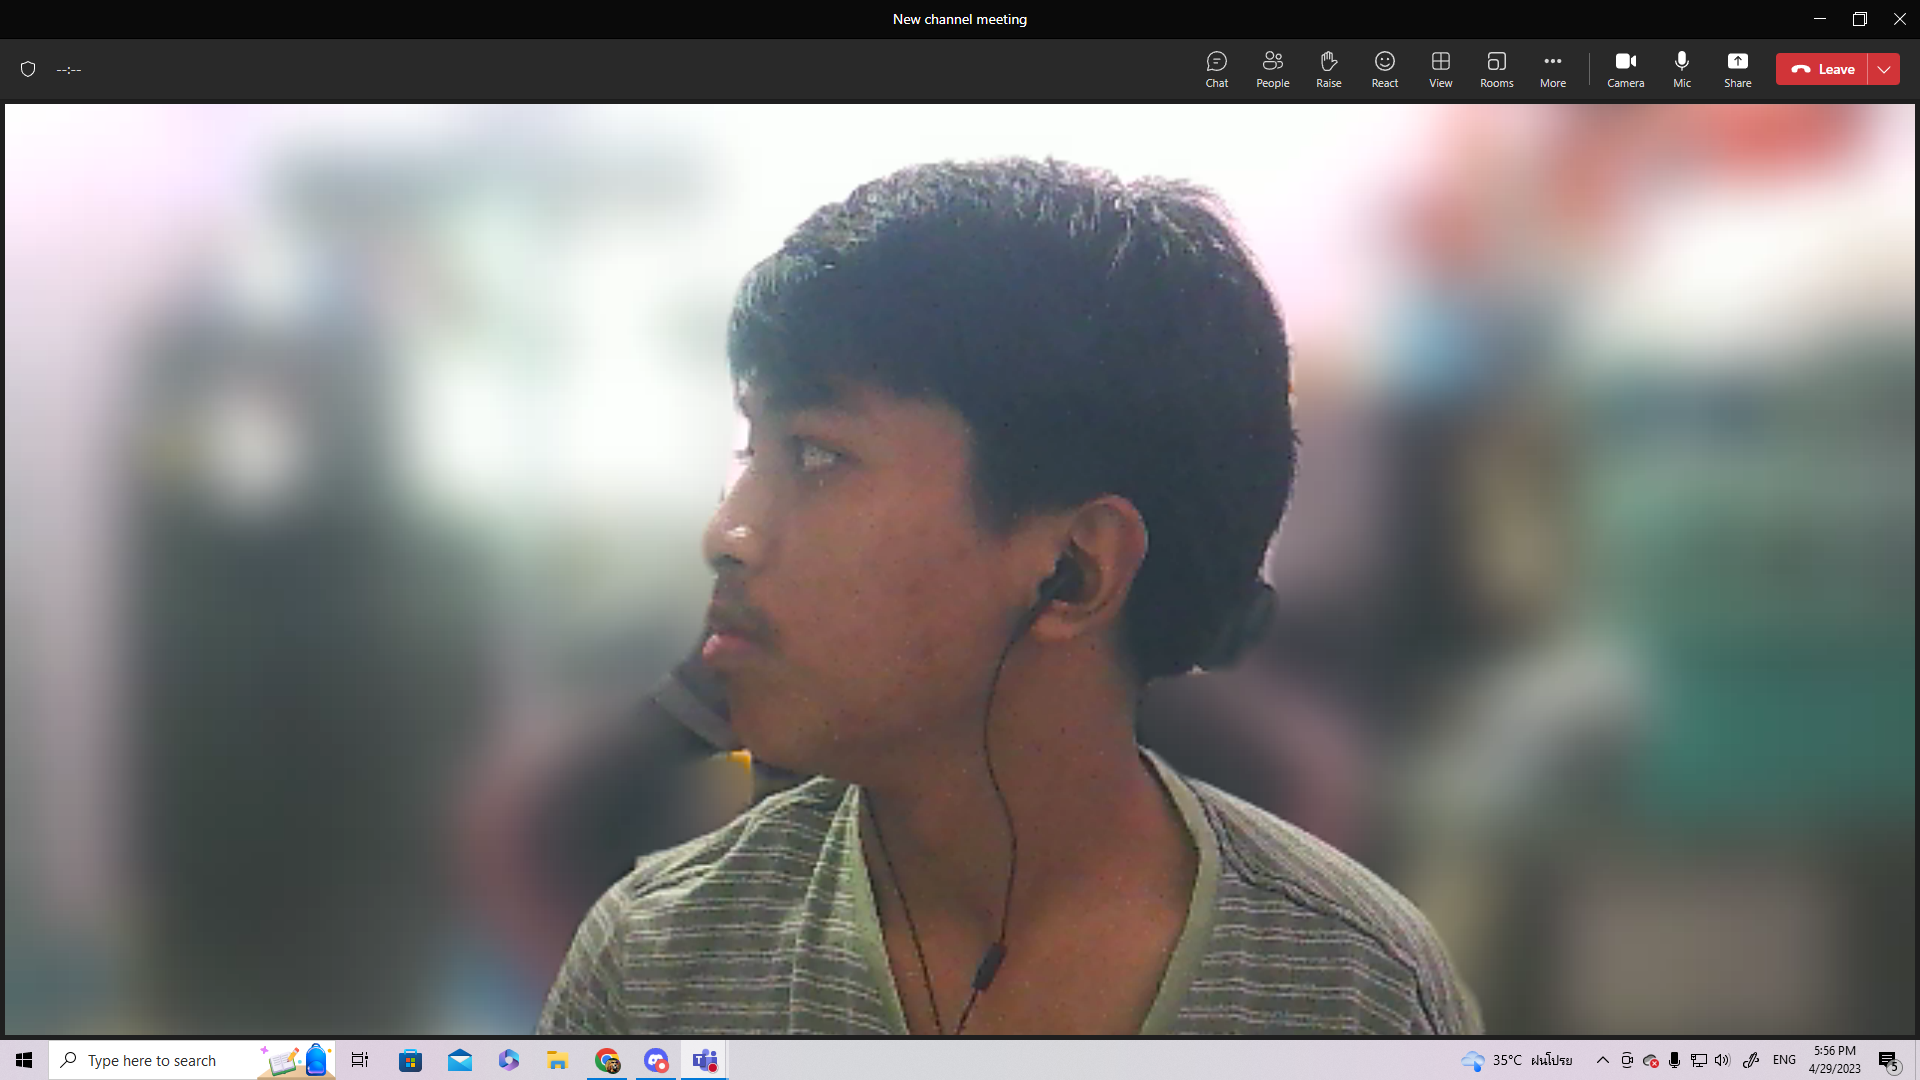 New channel meeting
--:--
Chat
People
Raise
React
View
Rooms
More
Camera
Mic
Share
Leave
Type here to search
35°C ฝนโปรย
ENG
5:56 PM
4/29/2023
5